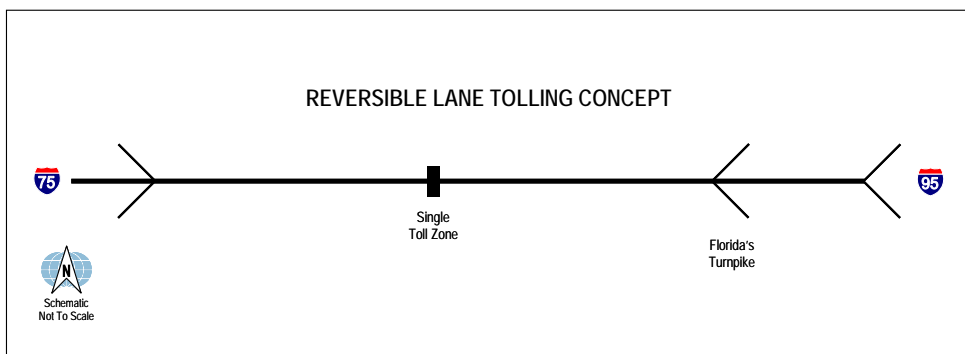 REVERSIBLE LANE TOLLING CONCEPT
75
95
Single
Toll Zone
Florida's
Turnpike
N
Schematic
Not To Scale